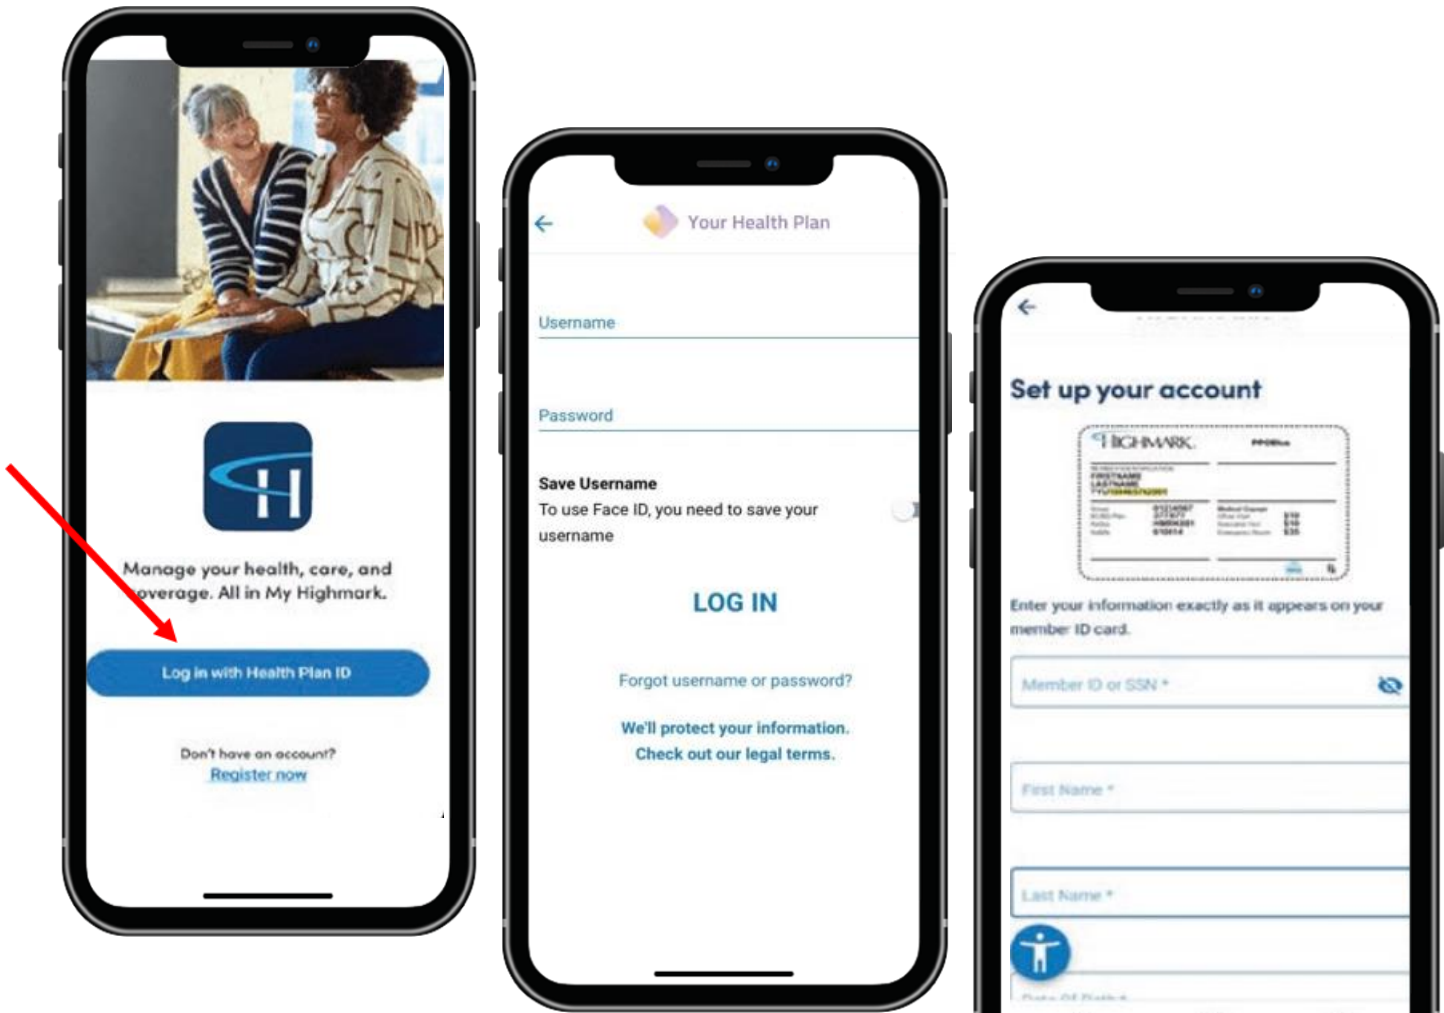 Manage your health, care, and
coverage. All in My Highmark.
Log in with Health Plan ID
Don't have an account?
Register now
Your Health Plan
Username
Password
Save Username
To use Face ID, you need to save your
username
LOG IN
Forgot username or password?
We'll protect your information.
Check out our legal terms.
Set up your account
HIGHMARK.
FIRSTNAME
LASTNAME
Enter your information exactly as it appears on your
member ID card.
Member ID or SSN *
First Name *
Last Name *